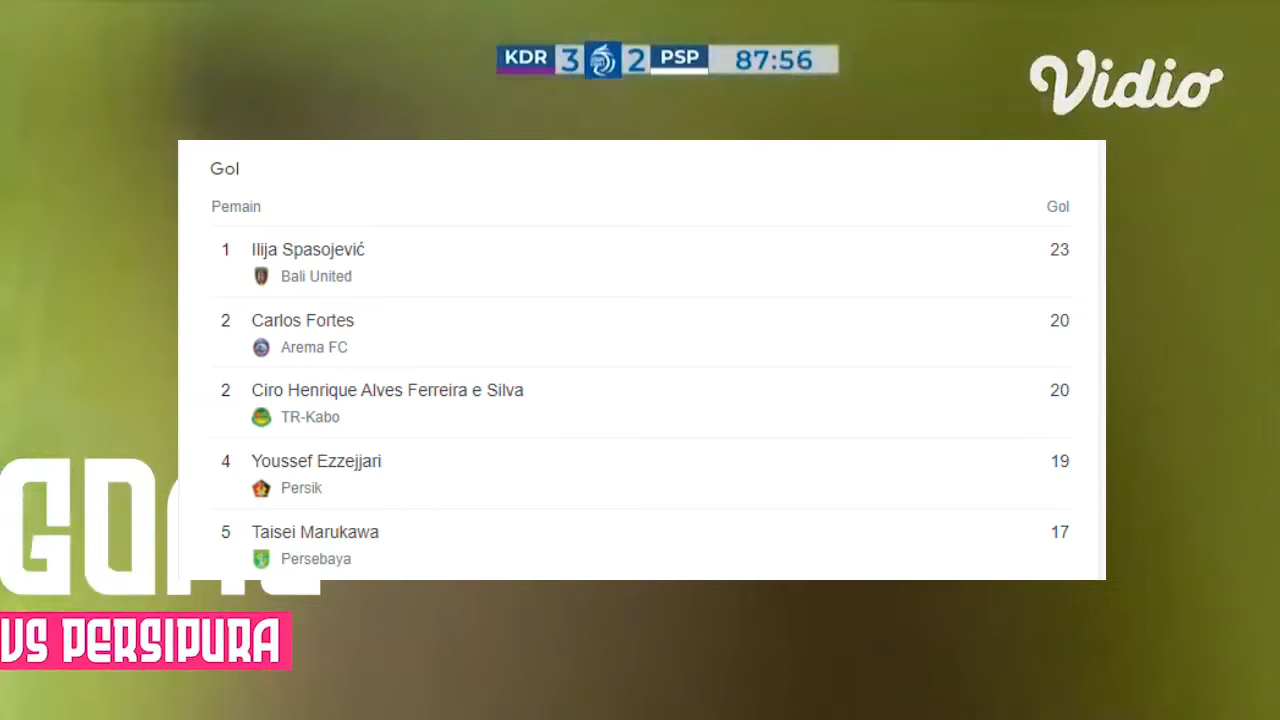 KDR 3 2 PSP 87:56
Vidio
Gol
Pemain Gol
1 Ilija Spasojević 23
Bali United
2 Carlos Fortes 20
Arema FC
2 Ciro Henrique Alves Ferreira e Silva 20
TR-Kabo
4 Youssef Ezzejjari 19
Persik
5 Taisei Marukawa 17
Persebaya
VS PERSIPURA